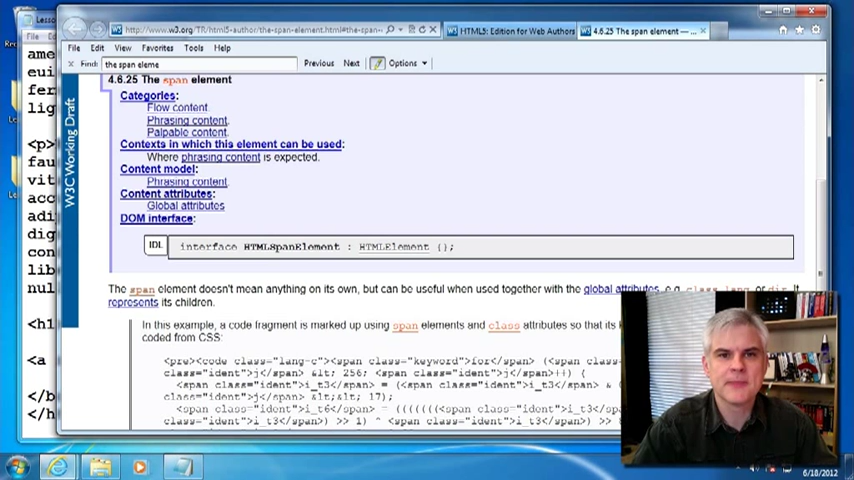 Lesso
http://www.w3.org/TR/html5-author/the-span-element.html#the-span-
HTML5: Edition for Web Authors
4.6.25 The span element — ...
File Edit View Favorites Tools Help
File
x Find: the span eleme Previous Next Options
ame
eui
fer
lig
<p>
fau
vit
acc
adi
dig
con
lib
nul
<h1
<a
</b
</h
W3C Working Draft
4.6.25 The span element
Categories:
Flow content.
Phrasing content.
Palpable content.
Contexts in which this element can be used:
Where phrasing content is expected.
Content model:
Phrasing content.
Content attributes:
Global attributes
DOM interface:
IDL interface HTMLSpanElement : HTMLElement {};
The span element doesn't mean anything on its own, but can be useful when used together with the global attributes, e.g. class, lang, or dir. It
represents its children.
In this example, a code fragment is marked up using span elements and class attributes so that its
coded from CSS:
<pre><code class="lang-c"><span class="keyword">for</span> (<span
class="ident">j</span> &lt; 256; <span class="ident">j</span>++) {
<span class="ident">i_t3</span> = (<span class="ident">i_t3</span> &
class="ident">j</span> &lt;&lt; 17);
<span class="ident">i_t6</span> = (((((((<span class="ident">i_t3</span>
class="ident">i_t3</span>) >> 1) ^ <span class="ident">i_t3</span>) >>
6/18/2012